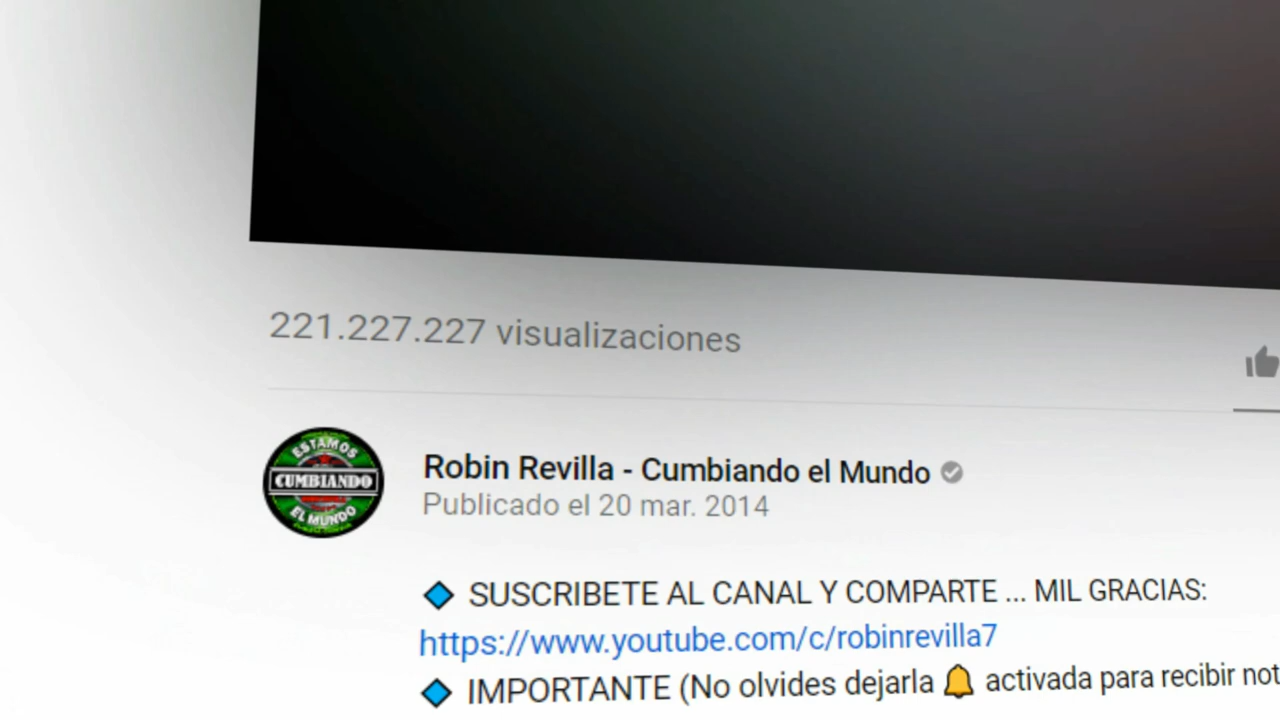 221.227.227 visualizaciones
ESTAMOS
CUMBIANDO
EL MUNDO
Robin Revilla - Cumbiando el Mundo
Publicado el 20 mar. 2014
SUSCRIBETE AL CANAL Y COMPARTE ... MIL GRACIAS:
https://www.youtube.com/c/robinrevilla7
IMPORTANTE (No olvides dejarla 🔔 activada para recibir not